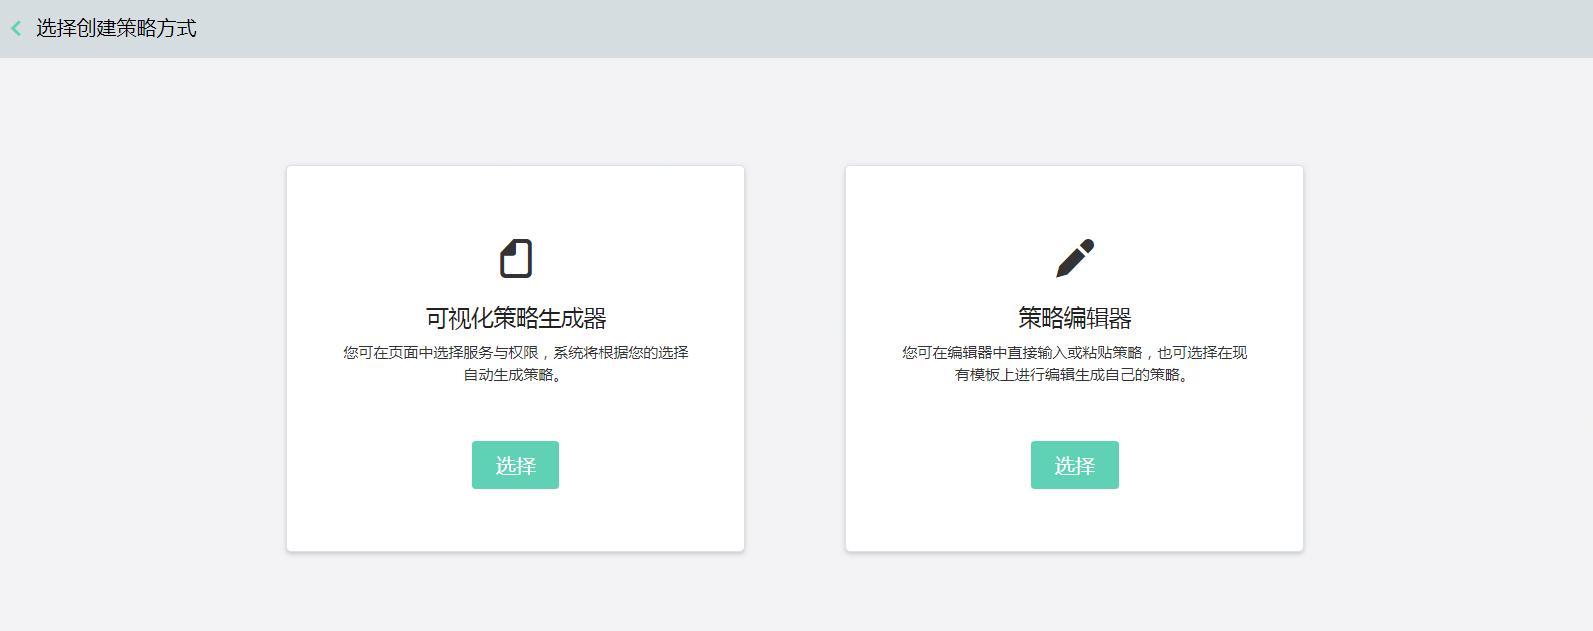 选择创建策略方式
可视化策略生成器
您可在页面中选择服务与权限，系统将根据您的选择
自动生成策略。
选择
策略编辑器
您可在编辑器中直接输入或粘贴策略，也可选择在现
有模板上进行编辑生成自己的策略。
选择